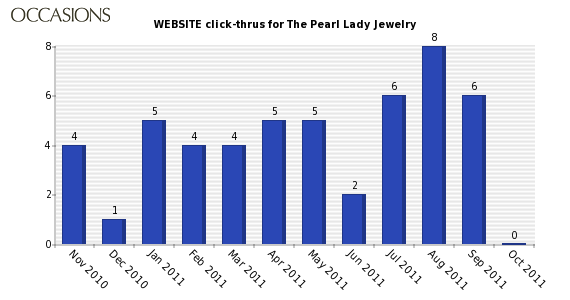 OCCASIONS
WEBSITE click-thrus for The Pearl Lady Jewelry
8
6
4
2
0
4
1
5
4
4
5
5
2
6
8
6
0
Nov 2010
Dec 2010
Jan 2011
Feb 2011
Mar 2011
Apr 2011
May 2011
Jun 2011
Jul 2011
Aug 2011
Sep 2011
Oct 2011